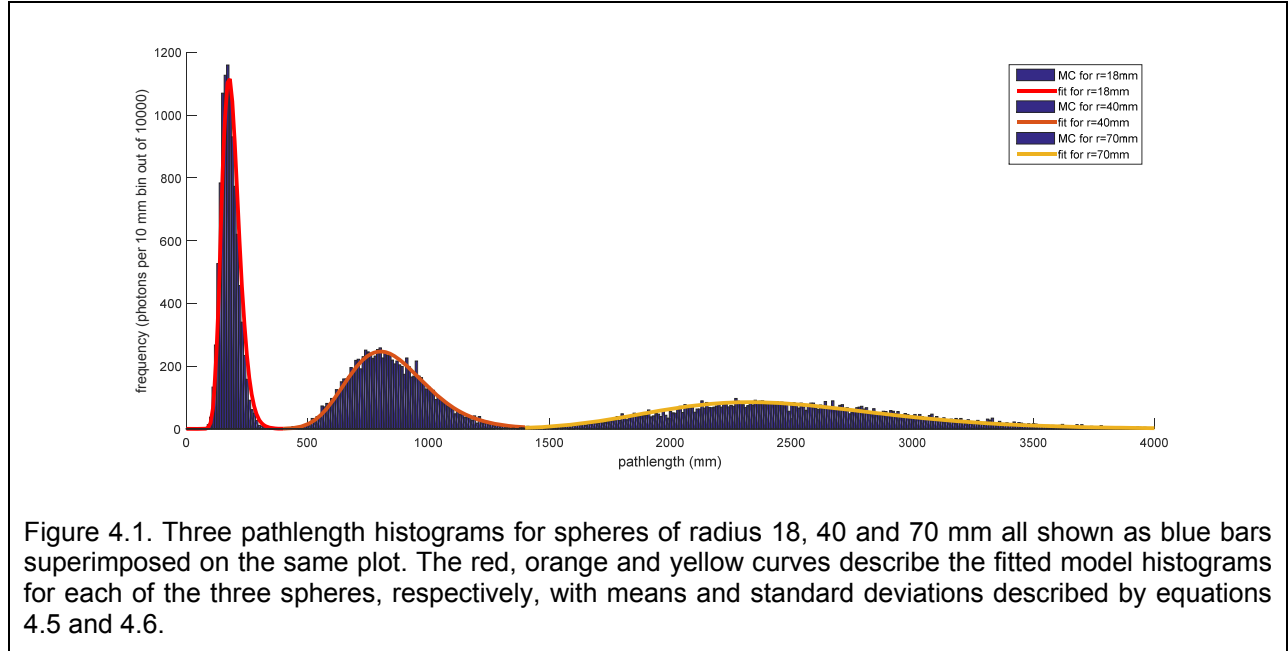 1200
1000
800
600
400
200
0
frequency (photons per 10 mm bin out of 10000)
MC for r=18mm
fit for r=18mm
MC for r=40mm
fit for r=40mm
MC for r=70mm
fit for r=70mm
0 500 1000 1500 2000 2500 3000 3500 4000
pathlength (mm)
Figure 4.1. Three pathlength histograms for spheres of radius 18, 40 and 70 mm all shown as blue bars
superimposed on the same plot. The red, orange and yellow curves describe the fitted model histograms
for each of the three spheres, respectively, with means and standard deviations described by equations
4.5 and 4.6.